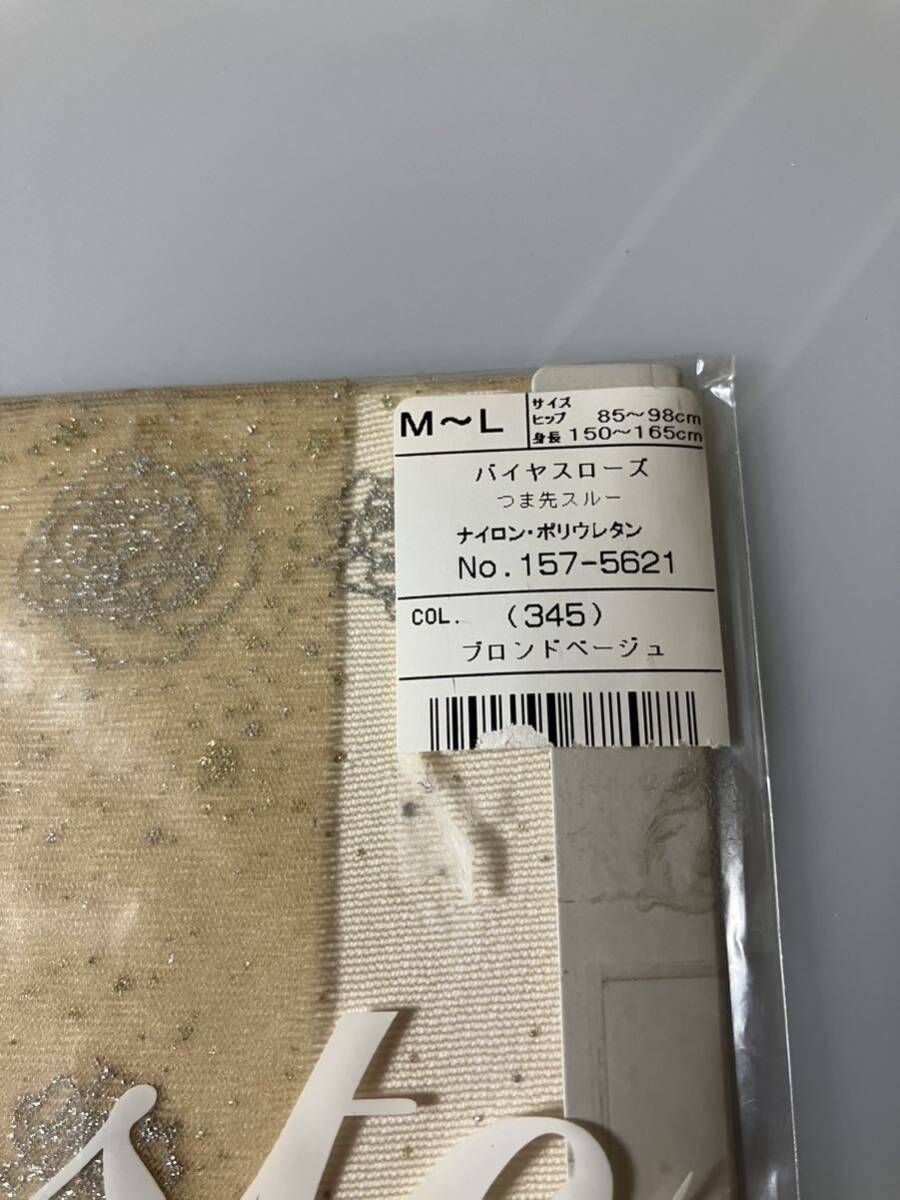 M～L
サイズ
ヒップ 85～98cm
身長 150～165cm
バイヤスローズ
つま先スルー
ナイロン・ポリウレタン
No.157-5621
COL. (345)
ブロンドベージュ
ste